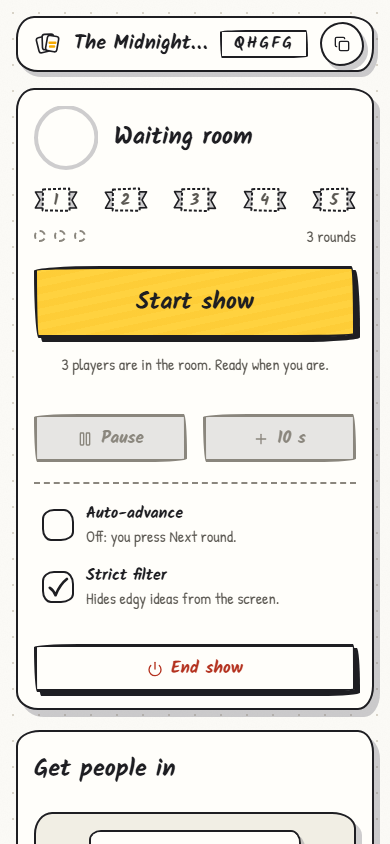 The Midnight... QHGFG
Waiting room
1 2 3 4 5
3 rounds
Start show
3 players are in the room. Ready when you are.
Pause + 10 s
Auto-advance
Off: you press Next round.
Strict filter
Hides edgy ideas from the screen.
End show
Get people in